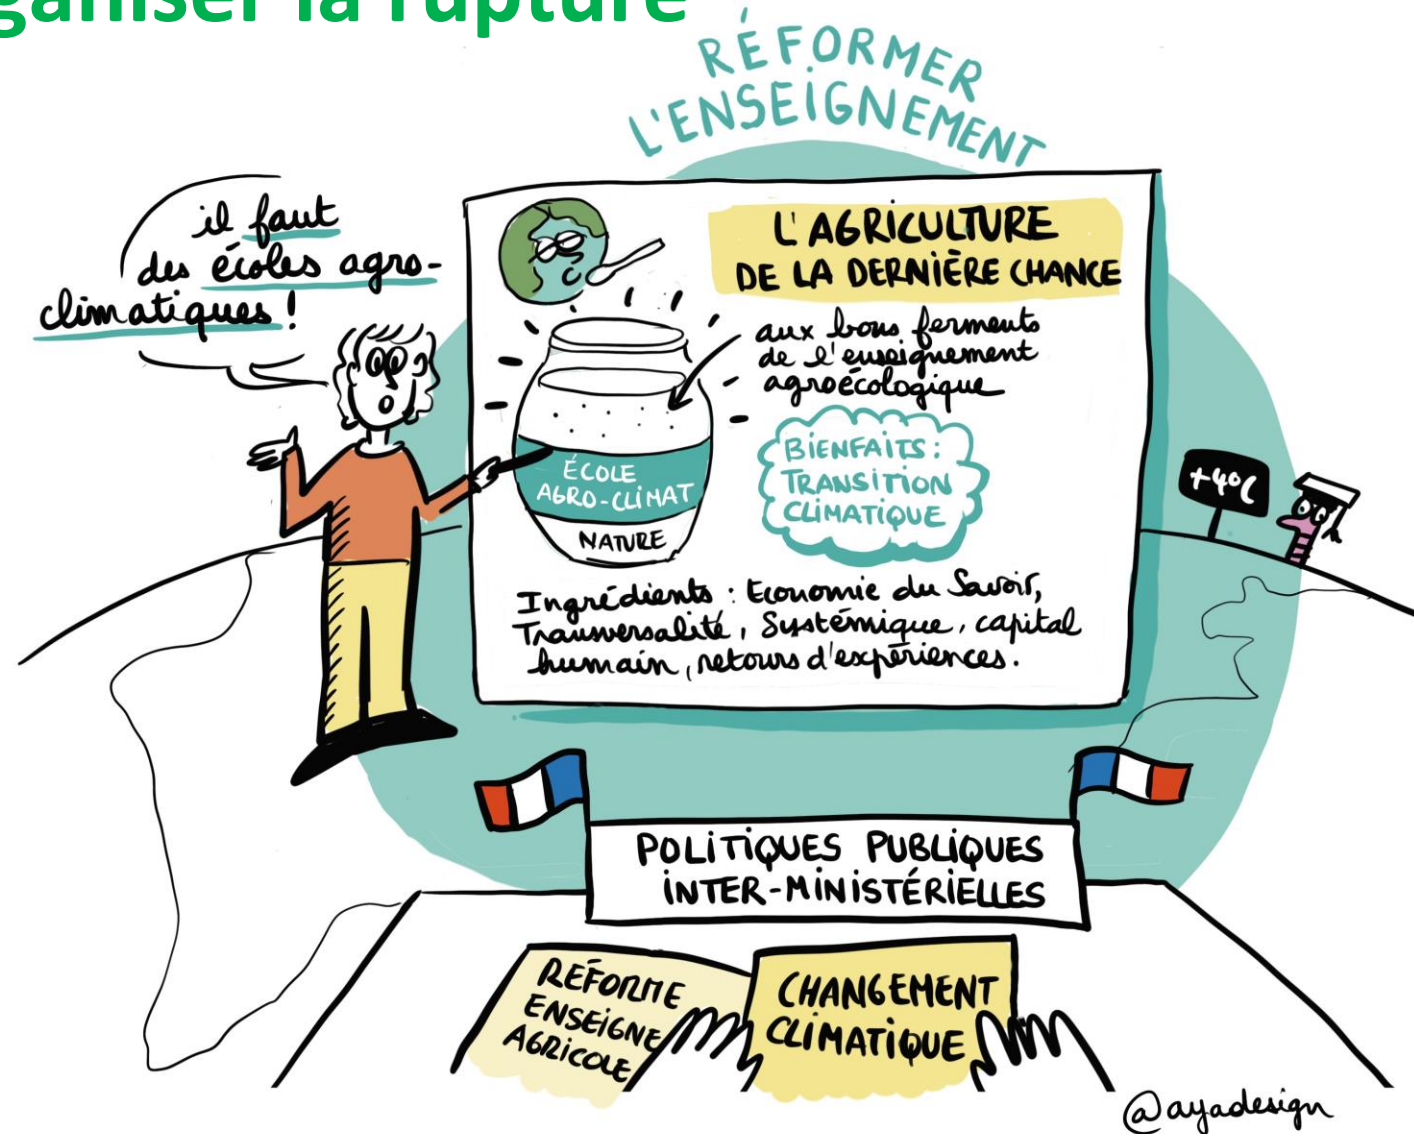 ganiser la rupture
RÉFORMER
L'ENSEIGNEMENT
il faut
des écoles agro-
climatiques !
L'AGRICULTURE
DE LA DERNIÈRE CHANCE
aux bons ferments
de l'enseignement
agroécologique
ÉCOLE
AGRO-CLIMAT
NATURE
BIENFAITS :
TRANSITION
CLIMATIQUE
+4°C
Ingrédients : Economie du Savoir,
Transversalité, Systémique, capital
humain, retours d'expériences.
POLITIQUES PUBLIQUES
INTER-MINISTÉRIELLES
RÉFORME
ENSEIGNE
AGRICOLE
CHANGEMENT
CLIMATIQUE
@ayadesign